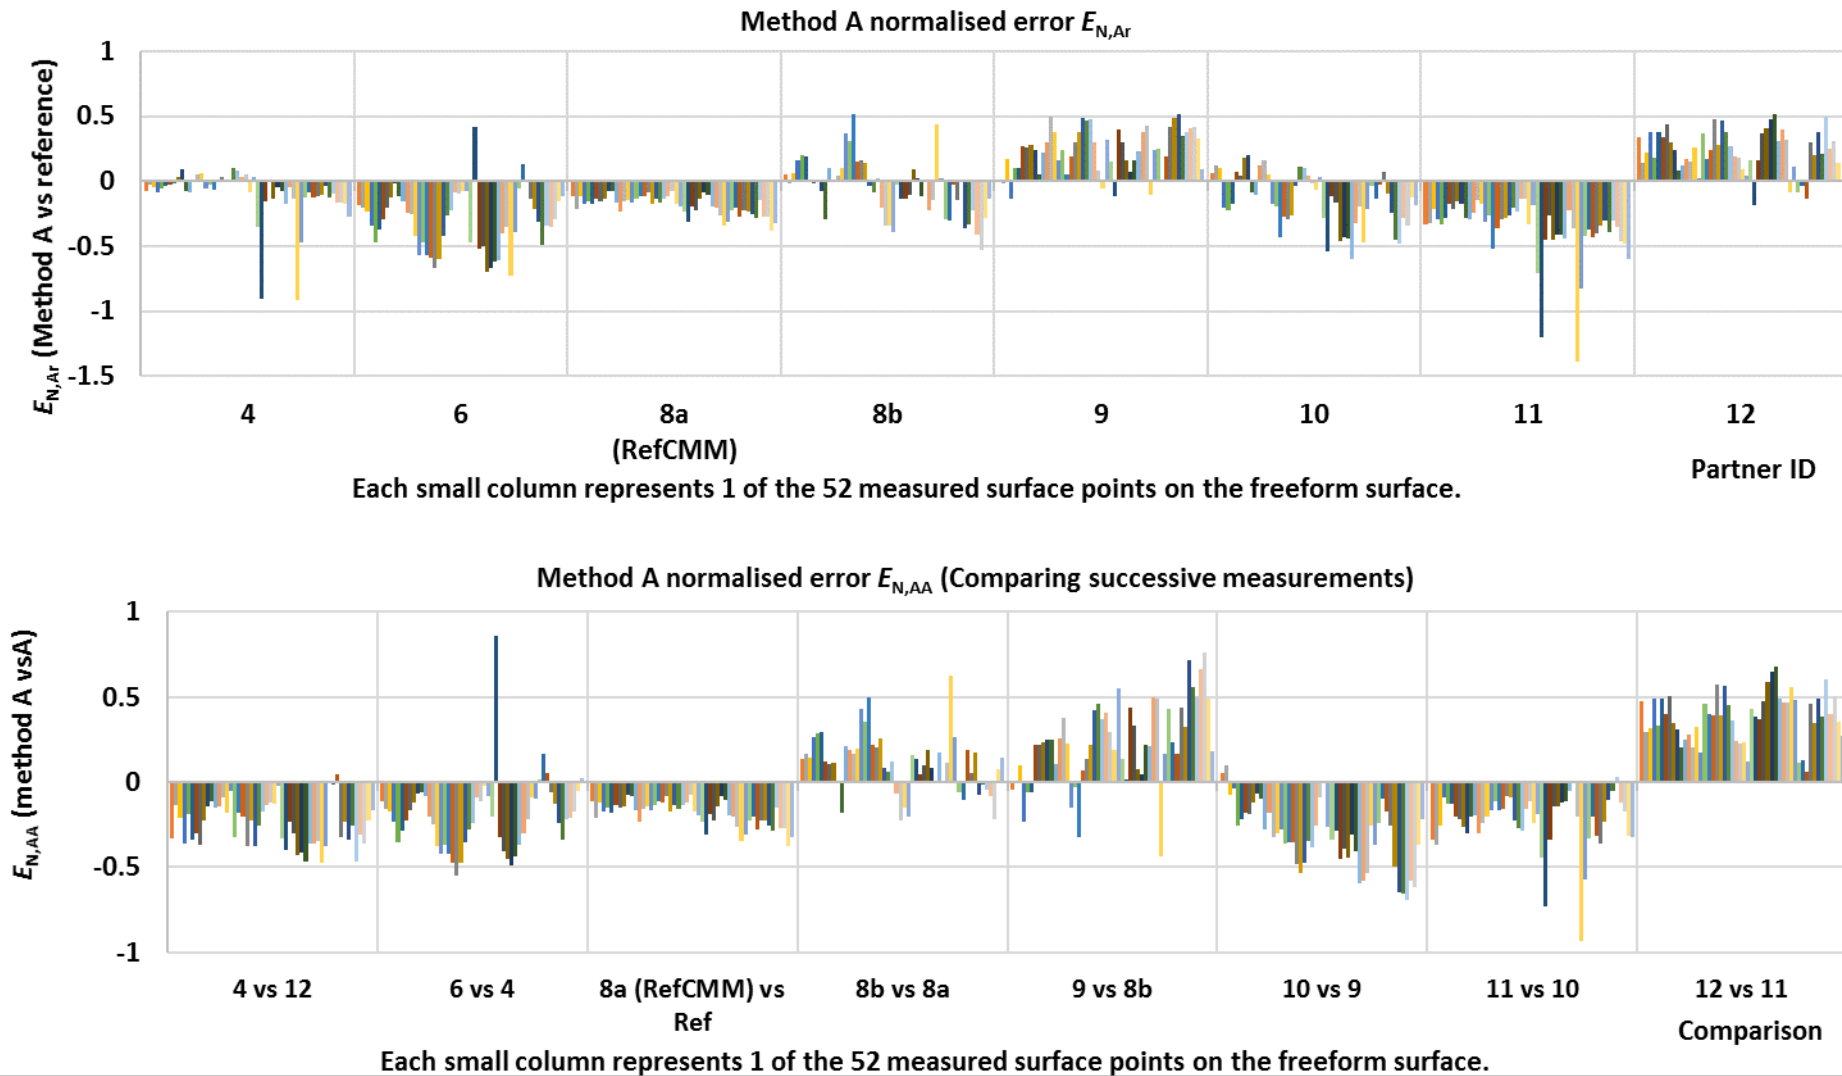 Method A normalised error EN,Ar
EN,Ar (Method A vs reference)
1
0.5
0
-0.5
-1
-1.5
4
6
8a
(RefCMM)
8b
9
10
11
12
Partner ID
Each small column represents 1 of the 52 measured surface points on the freeform surface.
Method A normalised error EN,AA (Comparing successive measurements)
EN,AA (method A vsA)
1
0.5
0
-0.5
-1
4 vs 12
6 vs 4
8a (RefCMM) vs
Ref
8b vs 8a
9 vs 8b
10 vs 9
11 vs 10
12 vs 11
Comparison
Each small column represents 1 of the 52 measured surface points on the freeform surface.